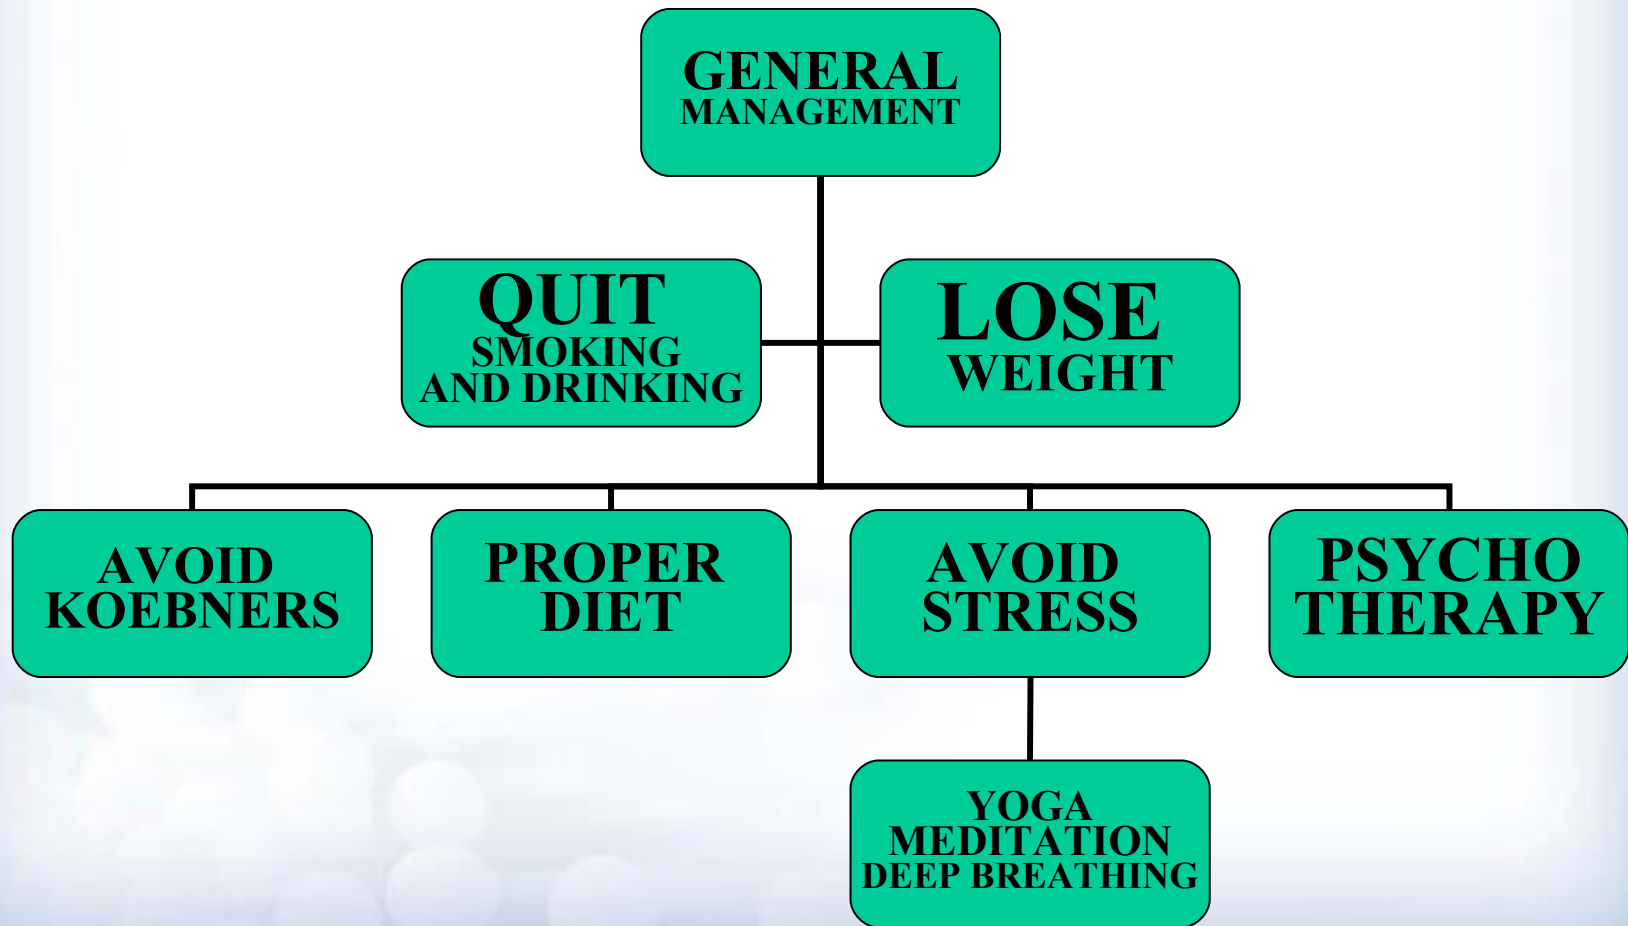 GENERAL
MANAGEMENT
QUIT
SMOKING
AND DRINKING
LOSE
WEIGHT
AVOID
KOEBNERS
PROPER
DIET
AVOID
STRESS
PSYCHO
THERAPY
YOGA
MEDITATION
DEEP BREATHING